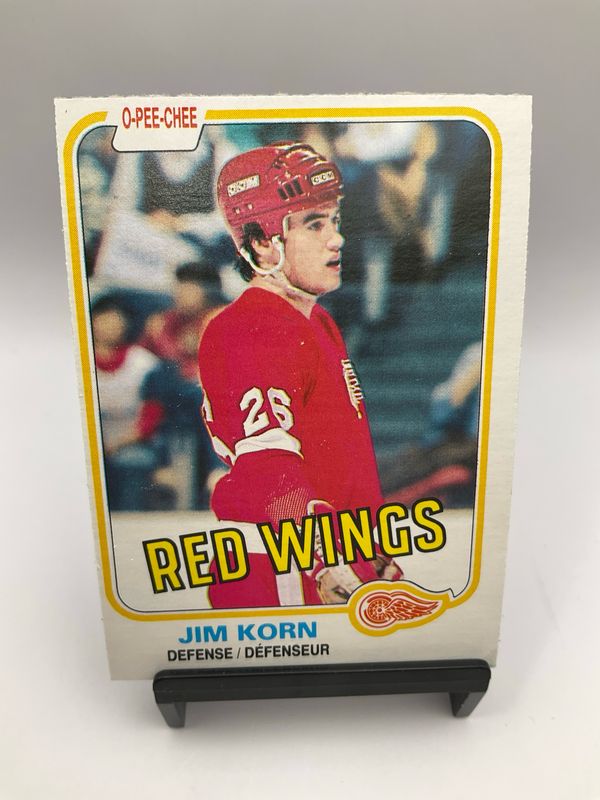 O-PEE-CHEE
26
RED WINGS
JIM KORN
DEFENSE / DÉFENSEUR